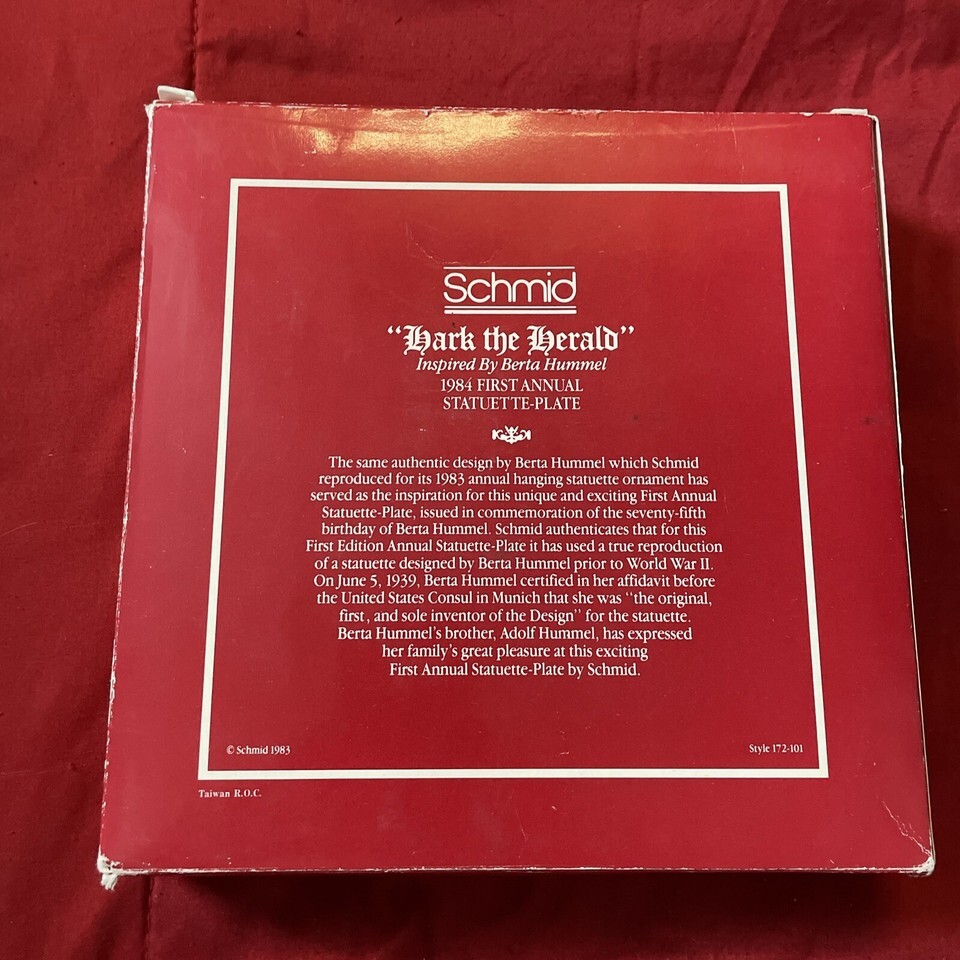 Schmid
“Hark the Herald”
Inspired By Berta Hummel
1984 FIRST ANNUAL
STATUETTE-PLATE
The same authentic design by Berta Hummel which Schmid
reproduced for its 1983 annual hanging statuette ornament has
served as the inspiration for this unique and exciting First Annual
Statuette-Plate, issued in commemoration of the seventy-fifth
birthday of Berta Hummel. Schmid authenticates that for this
First Edition Annual Statuette-Plate it has used a true reproduction
of a statuette designed by Berta Hummel prior to World War II.
On June 5, 1939, Berta Hummel certified in her affidavit before
the United States Consul in Munich that she was “the original,
first, and sole inventor of the Design” for the statuette.
Berta Hummel's brother, Adolf Hummel, has expressed
her family's great pleasure at this exciting
First Annual Statuette-Plate by Schmid.
© Schmid 1983
Style 172-101
Taiwan R.O.C.